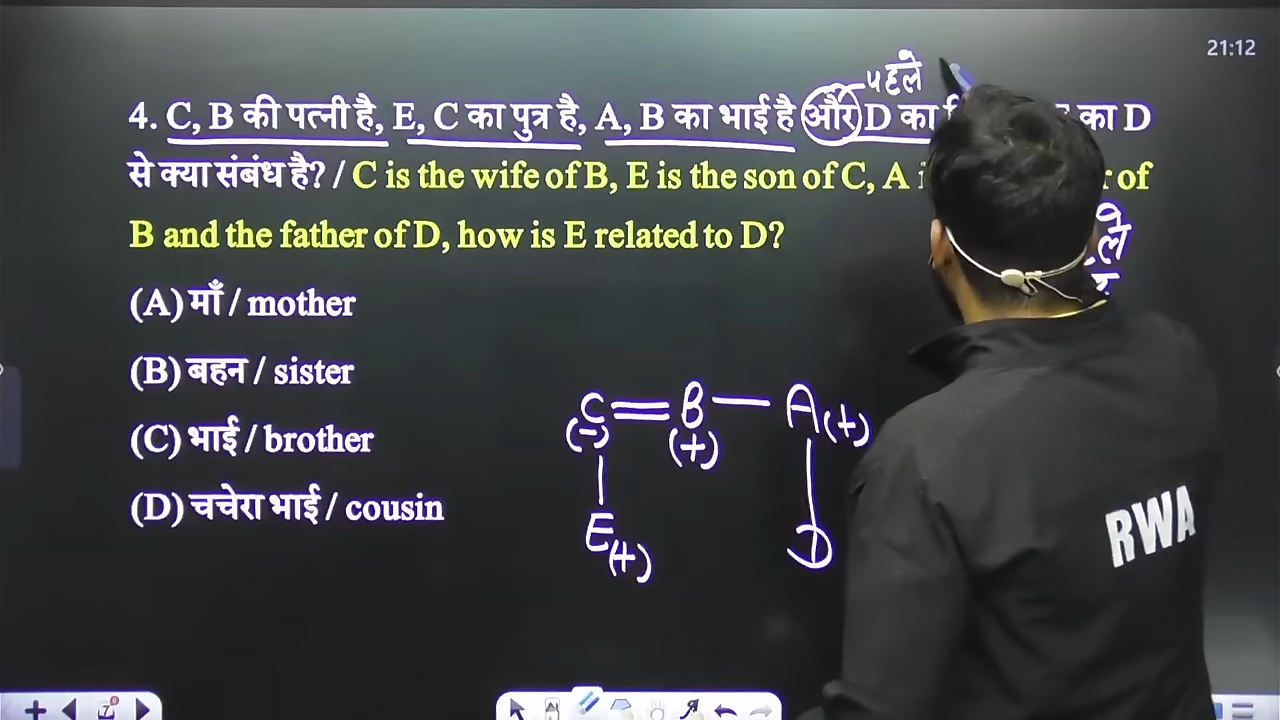 21:12
पहले
4. C, B की पत्नी है, E, C का पुत्र है, A, B का भाई है और D का का D
से क्या संबंध है? / C is the wife of B, E is the son of C, A of
B and the father of D, how is E related to D?
(A) माँ / mother
(B) बहन / sister
(C) भाई / brother
(D) चचेरा भाई / cousin
C B A (+)
(-) (+)
E (+) D
RWA